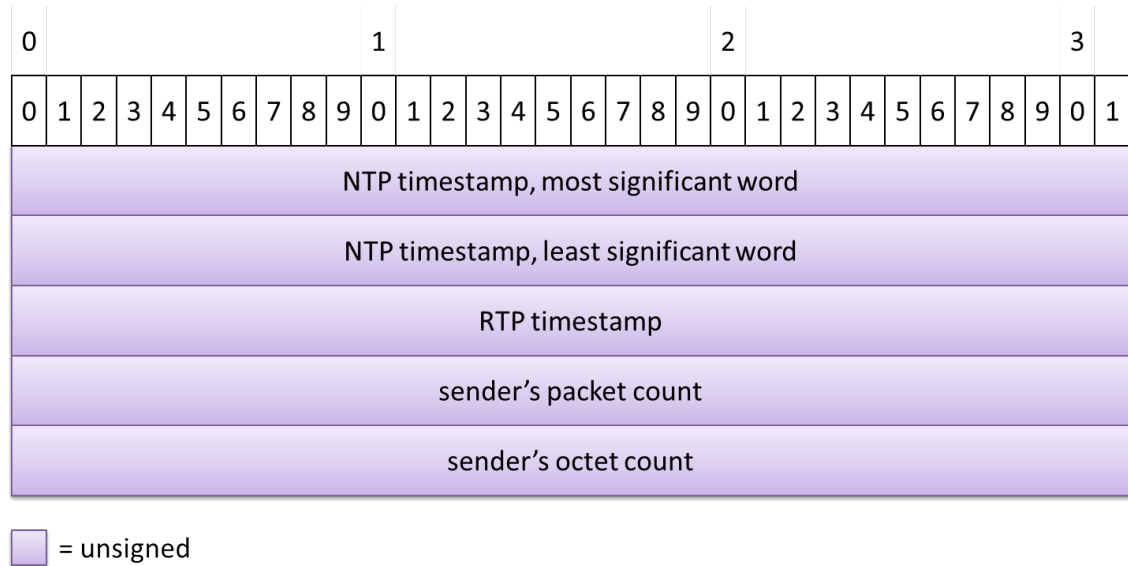 0 1 2 3
0 1 2 3 4 5 6 7 8 9 0 1 2 3 4 5 6 7 8 9 0 1 2 3 4 5 6 7 8 9 0 1
NTP timestamp, most significant word
NTP timestamp, least significant word
RTP timestamp
sender’s packet count
sender’s octet count
= unsigned